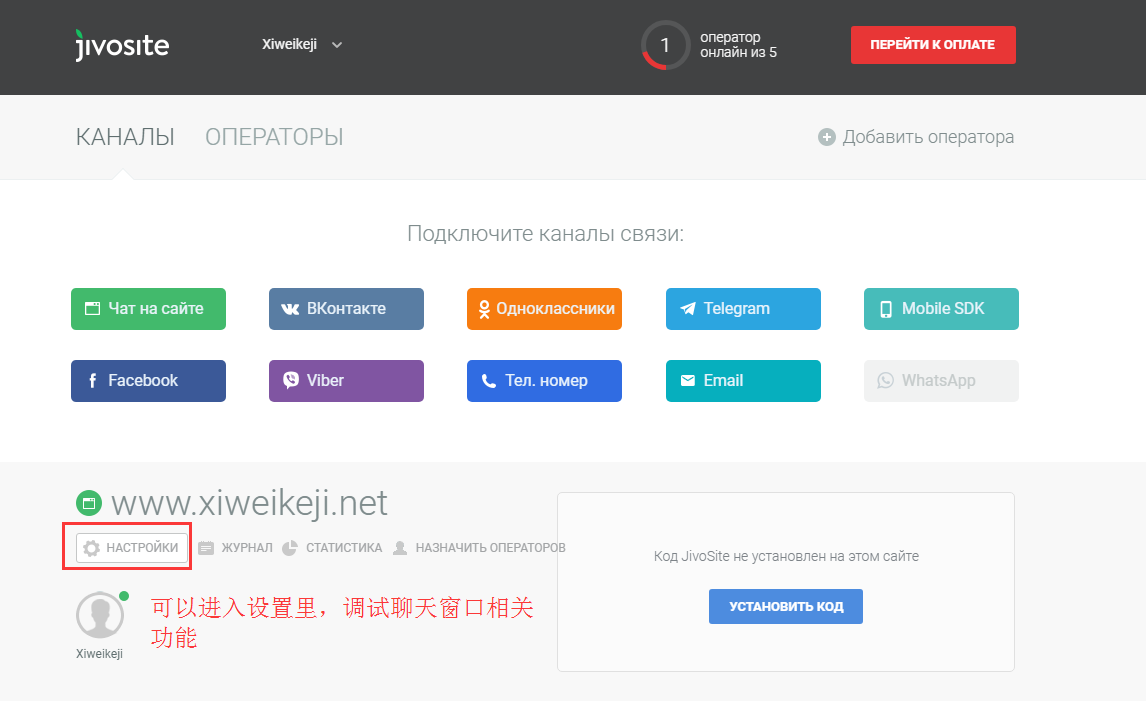 jivosite
Xiweikeji
1
оператор
онлайн из 5
ПЕРЕЙТИ К ОПЛАТЕ
КАНАЛЫ
ОПЕРАТОРЫ
Добавить оператора
Подключите каналы связи:
Чат на сайте
ВКонтакте
Одноклассники
Telegram
Mobile SDK
Facebook
Viber
Тел. номер
Email
WhatsApp
www.xiweikeji.net
НАСТРОЙКИ
ЖУРНАЛ
СТАТИСТИКА
НАЗНАЧИТЬ ОПЕРАТОРОВ
可以进入设置里，调试聊天窗口相关
功能
Xiweikeji
Код JivoSite не установлен на этом сайте
УСТАНОВИТЬ КОД